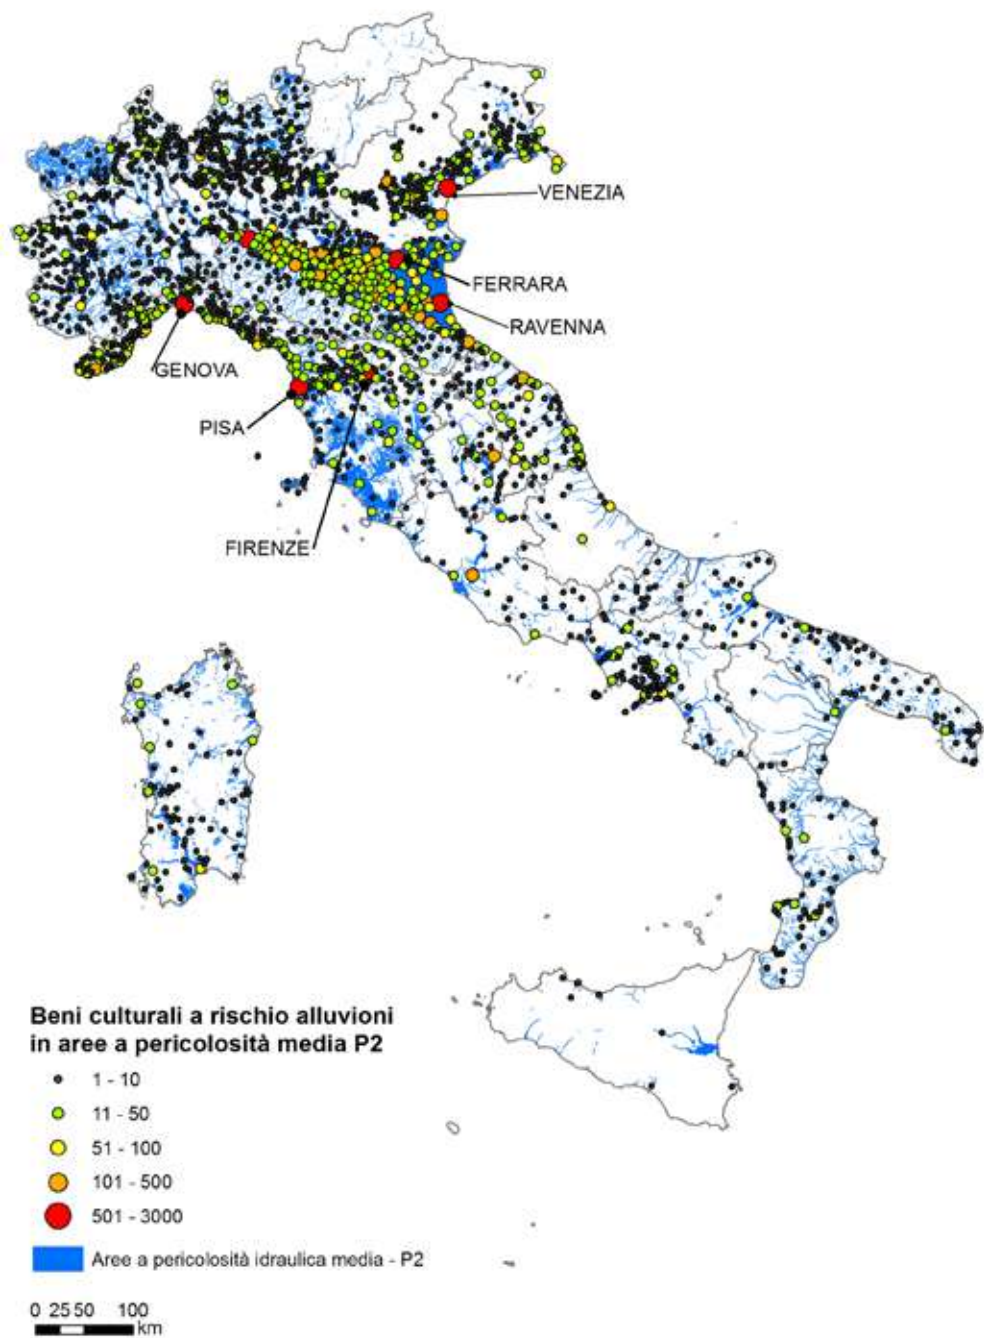 VENEZIA
FERRARA
RAVENNA
GENOVA
PISA
FIRENZE
Beni culturali a rischio alluvioni
in aree a pericolosità media P2
1 - 10
11 - 50
51 - 100
101 - 500
501 - 3000
Aree a pericolosità idraulica media - P2
0 25 50 100
km